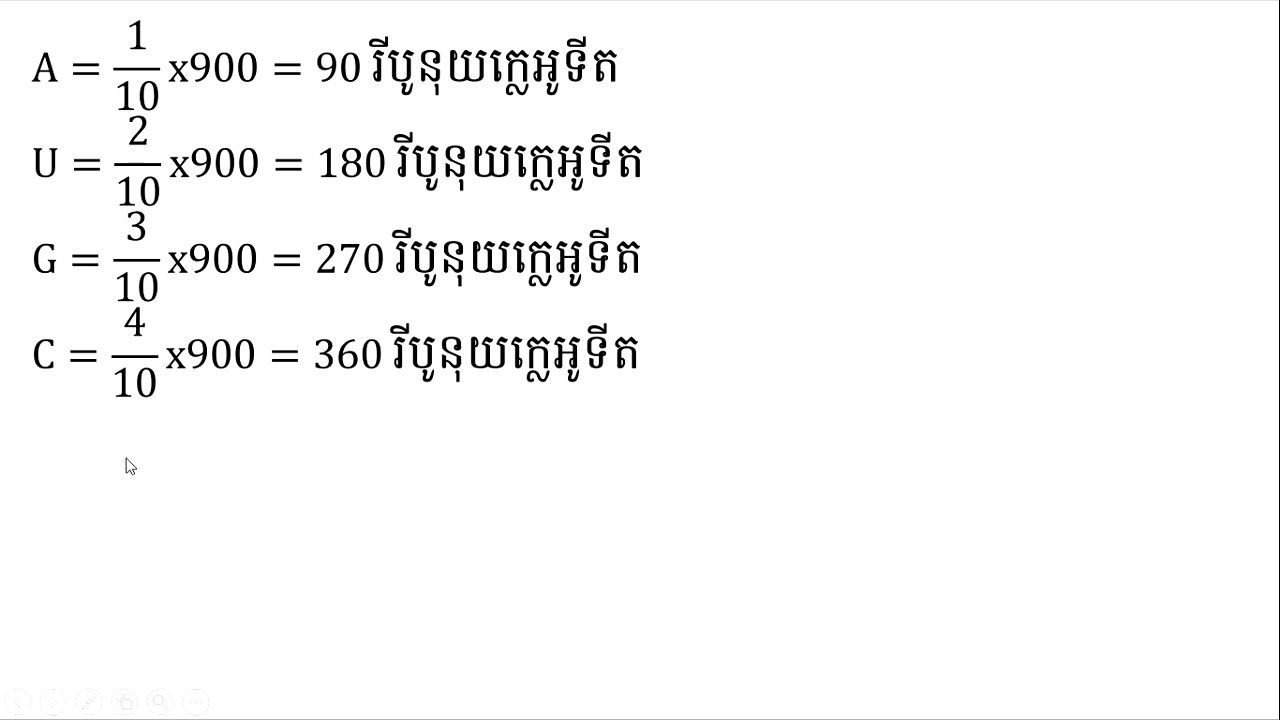 A = 1/10 x900 = 90 រីបូនុយក្លេអូទីត
U = 2/10 x900 = 180 រីបូនុយក្លេអូទីត
G = 3/10 x900 = 270 រីបូនុយក្លេអូទីត
C = 4/10 x900 = 360 រីបូនុយក្លេអូទីត